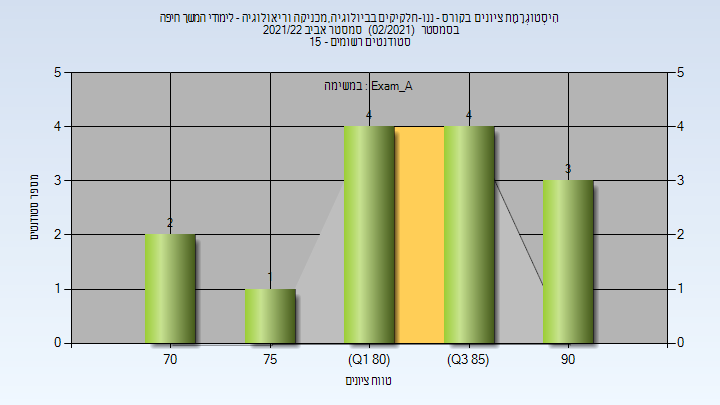 היסטוגרמת ציונים בקורס - ננו-חלקיקים בביולוגיה,מכניקה וריאולוגיה - לימודי המשך חיפה
בסמסטר (02/2021) סמסטר אביב 2021/22
סטודנטים רשומים - 15
במשימה : Exam_A
מספר סטודנטים
5
4
3
2
1
0
5
4
3
2
1
0
2
1
4
4
3
70
75
(Q1 80)
(Q3 85)
90
טווח ציונים